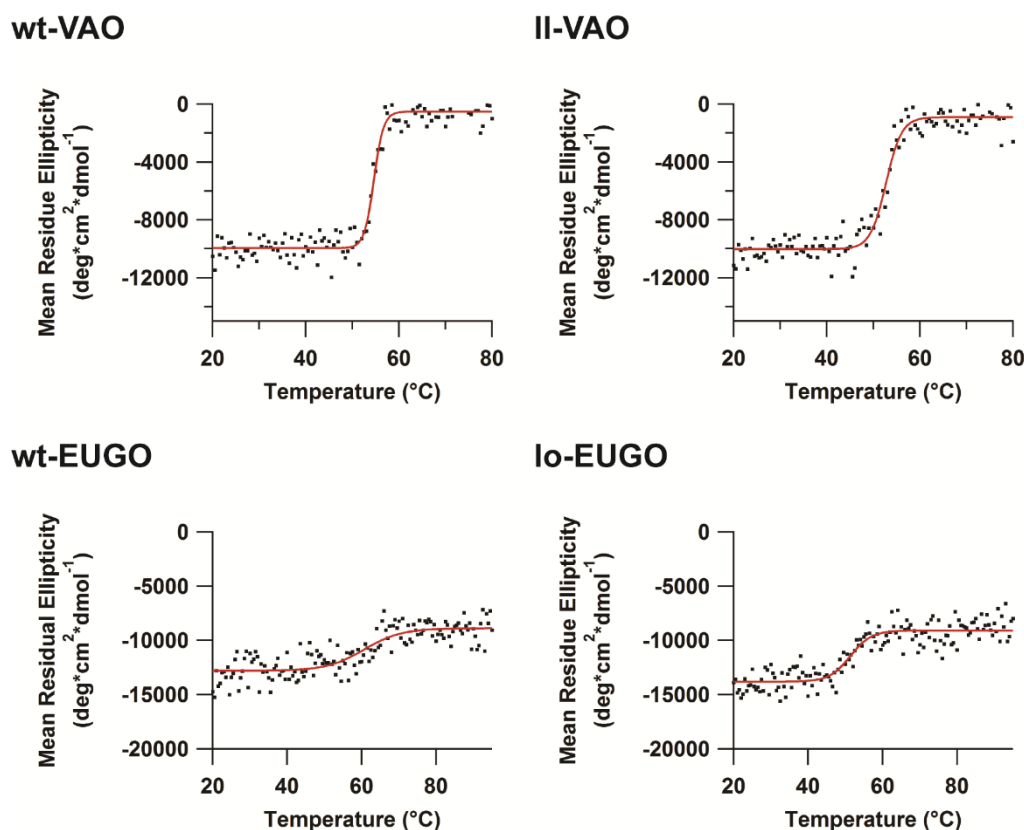 wt-VAO
Mean Residue Ellipticity
(deg*cm²*dmol⁻¹)
0
-4000
-8000
-12000
20
40
60
80
Temperature (°C)
ll-VAO
Mean Residue Ellipticity
(deg*cm²*dmol⁻¹)
0
-4000
-8000
-12000
20
40
60
80
Temperature (°C)
wt-EUGO
Mean Residual Ellipticity
(deg*cm²*dmol⁻¹)
0
-5000
-10000
-15000
-20000
20
40
60
80
Temperature (°C)
lo-EUGO
Mean Residue Ellipticity
(deg*cm²*dmol⁻¹)
0
-5000
-10000
-15000
-20000
20
40
60
80
Temperature (°C)